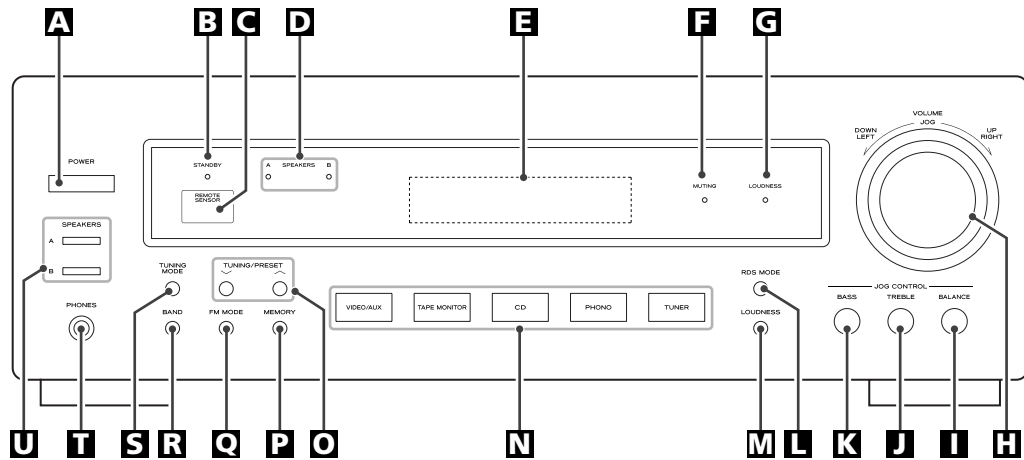 A B C D E F G
VOLUME
JOG
DOWN LEFT
UP RIGHT
POWER
STANDBY
A SPEAKERS B
REMOTE SENSOR
MUTING
LOUDNESS
SPEAKERS
A
B
TUNING MODE
TUNING/PRESET
RDS MODE
JOG CONTROL
BASS TREBLE BALANCE
VIDEO/AUX TAPE MONITOR CD PHONO TUNER
PHONES
BAND FM MODE MEMORY
LOUDNESS
U T S R Q P O N M L K J I H